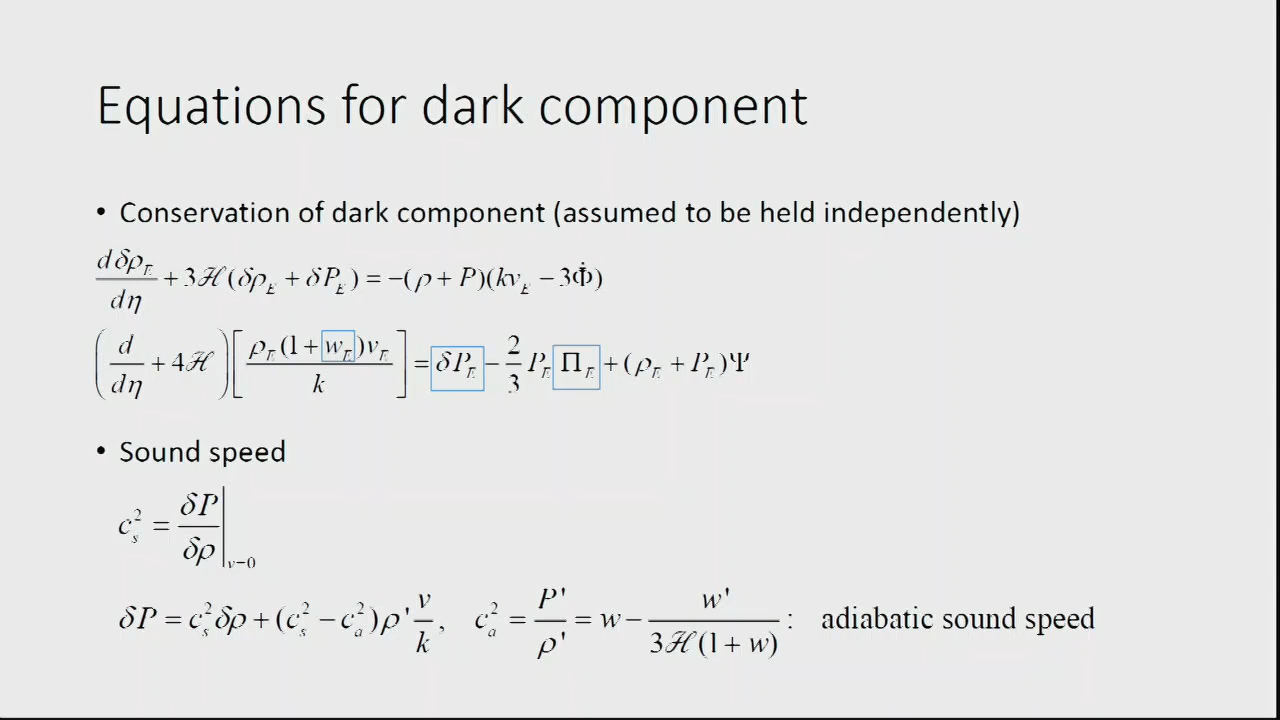 Equations for dark component
• Conservation of dark component (assumed to be held independently)
dδρ_E/dη + 3ℋ(δρ_E + δP_E) = −(ρ + P)(kv_E − 3Φ̇)
(d/dη + 4ℋ)[ρ_E(1 + w_E)v_E/k] = δP_E − 2/3 P_E Π_E + (ρ_E + P_E)Ψ
• Sound speed
c_s^2 = δP/δρ|_{v=0}
δP = c_s^2 δρ + (c_s^2 − c_a^2)ρ' v/k, c_a^2 = P'/ρ' = w − w'/3ℋ(1 + w) : adiabatic sound speed